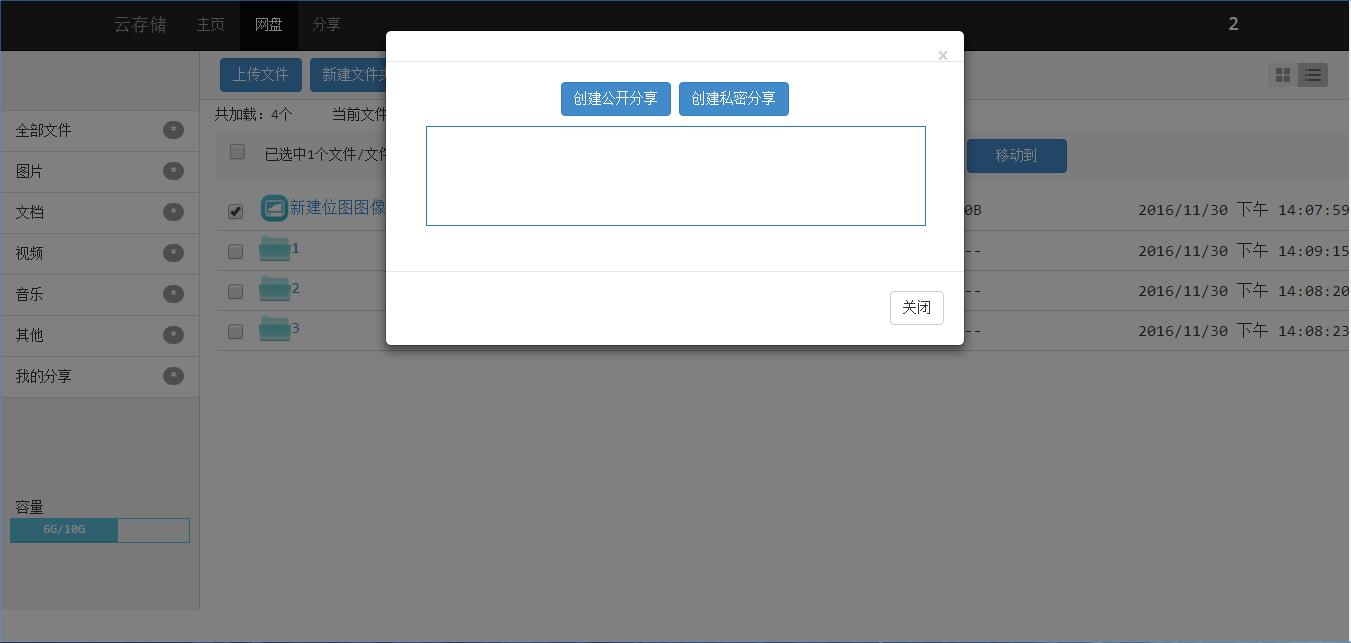 云存储 主页 网盘 分享 2
×
上传文件 新建文件夹
创建公开分享 创建私密分享
共加载：4个 当前文件
全部文件 *
已选中1个文件/文件 移动到
图片 *
文档 *
新建位图图像 0B 2016/11/30 下午 14:07:59
视频 *
1 -- 2016/11/30 下午 14:09:15
音乐 *
2 -- 2016/11/30 下午 14:08:20
关闭
其他 *
3 -- 2016/11/30 下午 14:08:23
我的分享 *
容量
6G/10G